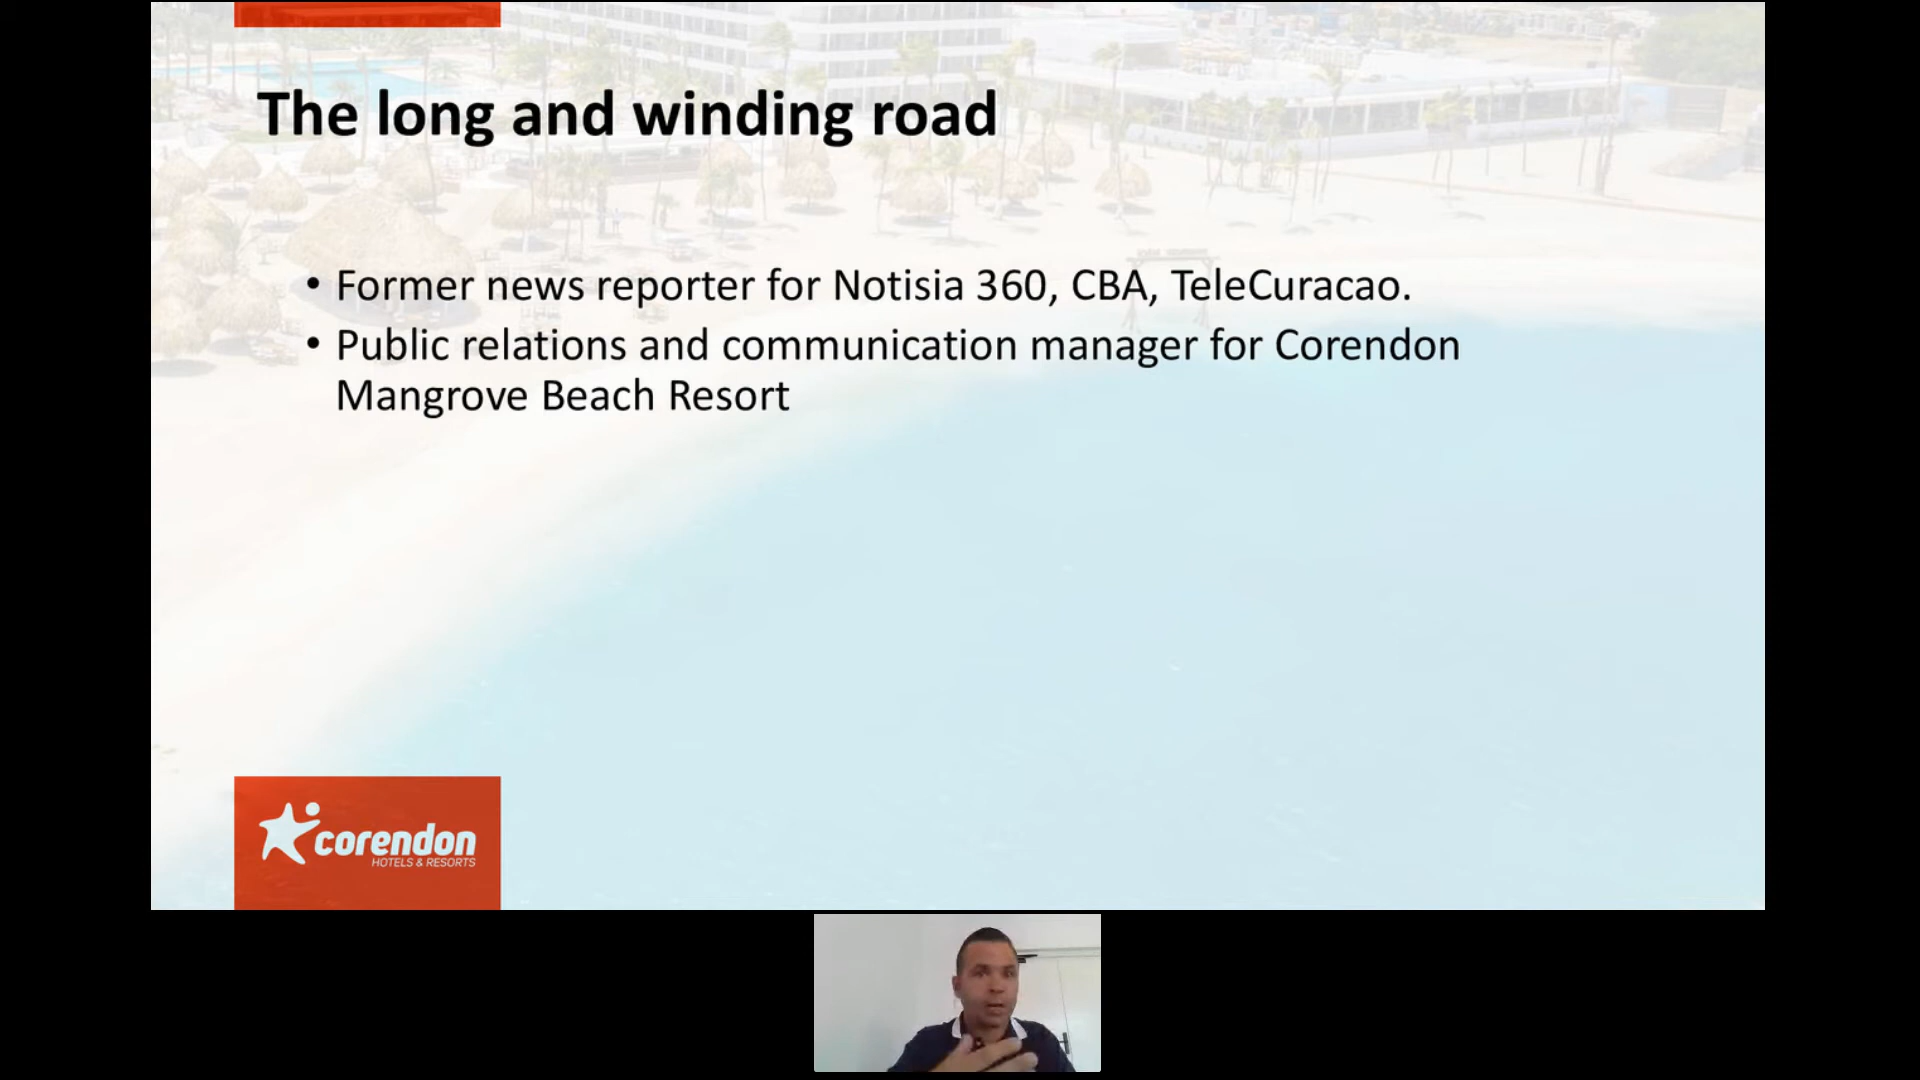 The long and winding road
• Former news reporter for Notisia 360, CBA, TeleCuracao.
• Public relations and communication manager for Corendon
Mangrove Beach Resort
corendon
HOTELS & RESORTS